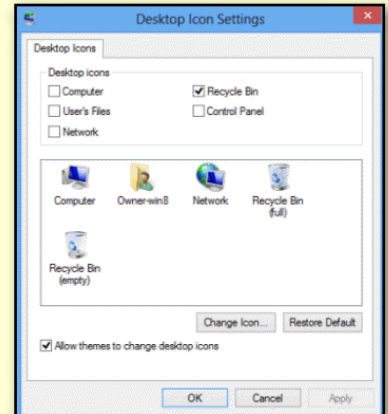 Desktop Icon Settings
Desktop Icons
Desktop icons
Computer
Recycle Bin
User's Files
Control Panel
Network
Computer
Owner-win8
Network
Recycle Bin
(full)
Recycle Bin
(empty)
Change Icon...
Restore Default
Allow themes to change desktop icons
OK
Cancel
Apply